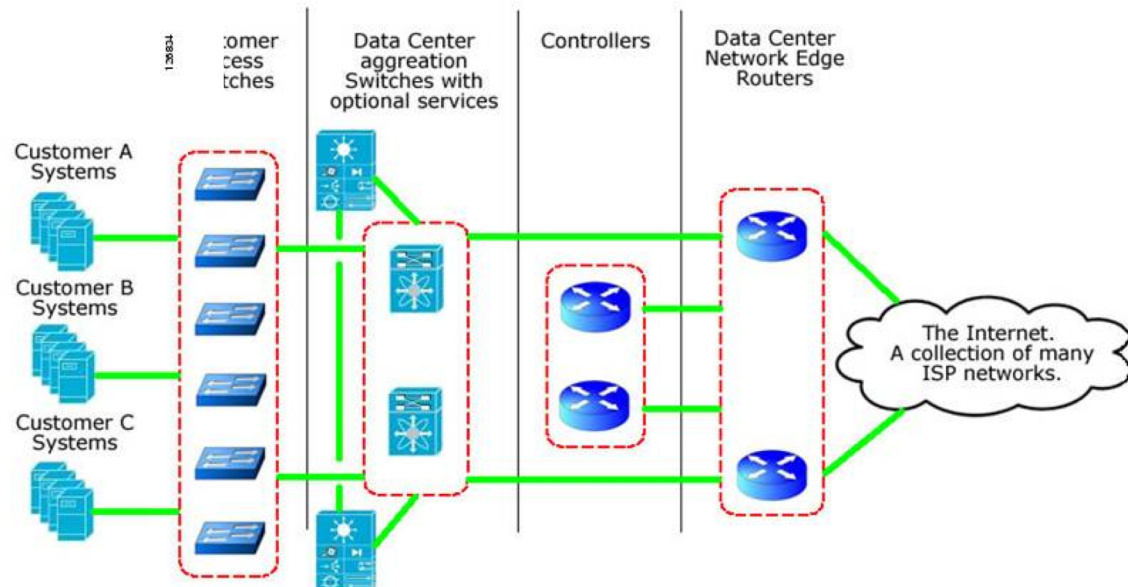 126834
tomer
cess
tches
Data Center
aggreation
Switches with
optional services
Controllers
Data Center
Network Edge
Routers
Customer A
Systems
Customer B
Systems
Customer C
Systems
The Internet.
A collection of many
ISP networks.